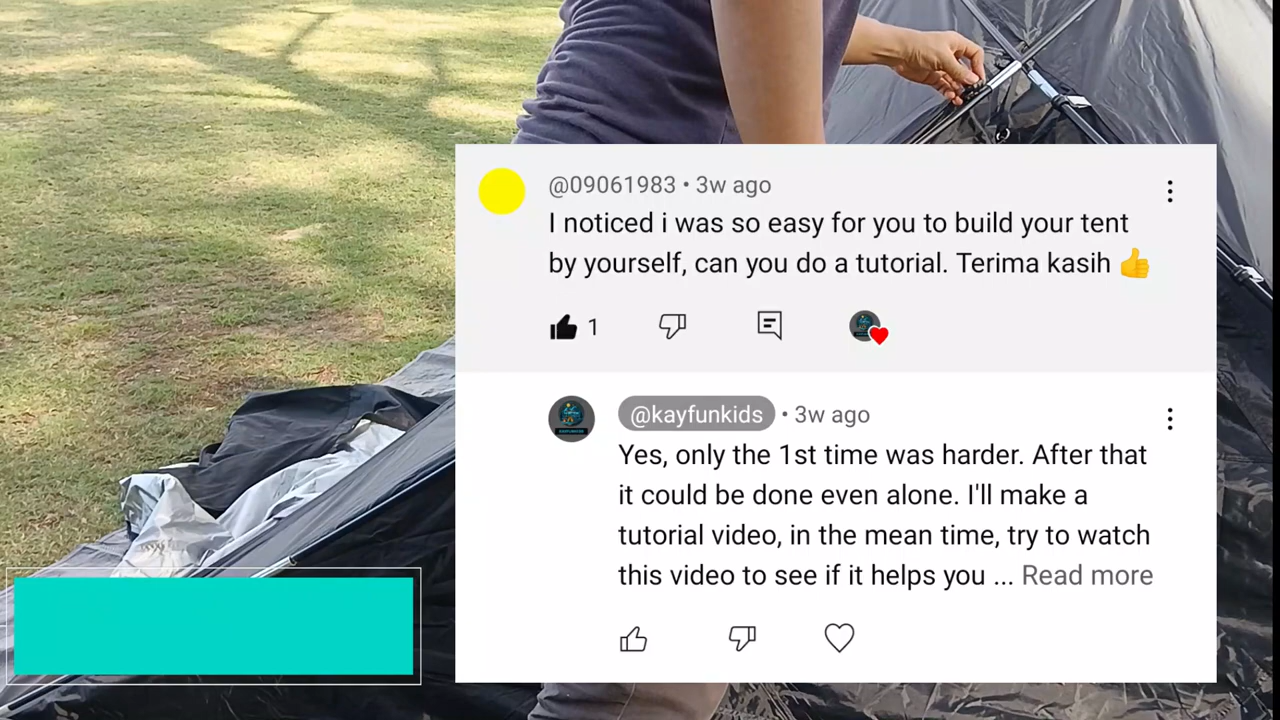 @09061983 • 3w ago
I noticed i was so easy for you to build your tent
by yourself, can you do a tutorial. Terima kasih 👍
1
@kayfunkids • 3w ago
Yes, only the 1st time was harder. After that
it could be done even alone. I'll make a
tutorial video, in the mean time, try to watch
this video to see if it helps you ... Read more